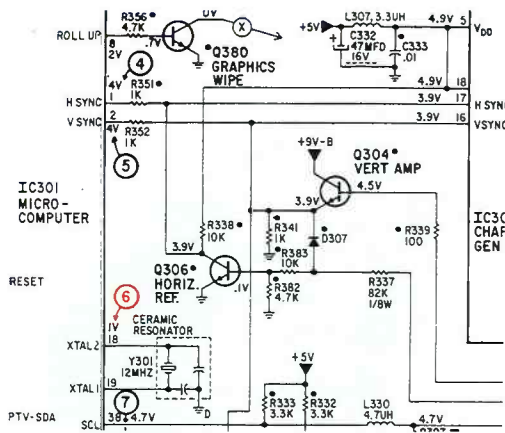 R356•
4.7K
ROLL UP
8
2V
.7V
0V
X
•Q380
GRAPHICS
WIPE
+5V
L307, 3.3UH
4.9V
5
VDD
C332
47MFD
16V
•C333
.01
4.9V
18
4V
4
R351•
1K
H SYNC
1
3.9V
17
H SYNC
V SYNC
2
4V
R352
1K
3.9V
16
VSYNC
5
+9V-B
Q304•
VERT AMP
4.5V
IC301
MICRO-
COMPUTER
3.9V
R338
10K
•R341
1K
•R383
10K
•D307
R339
100
IC30
CHAR
GEN
3.9V
Q306•
HORIZ.
REF.
.1V
•R382
4.7K
R337
82K
1/8W
RESET
6
1V
CERAMIC
RESONATOR
XTAL2
18
Y301
12MHZ
XTAL1
19
D
7
+5V
•R333
3.3K
•R332
3.3K
L330
4.7UH
PTV-SDA
SCL
38
4.7V
4.7V